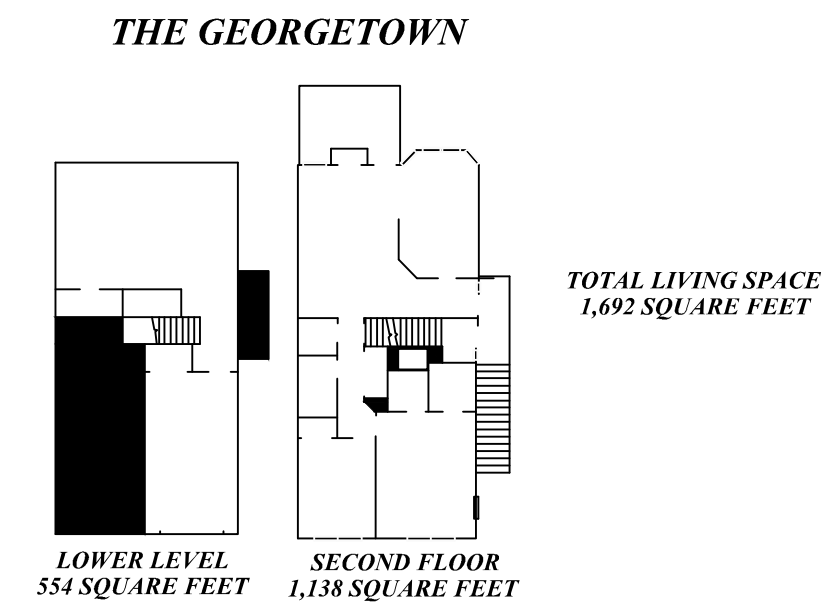 THE GEORGETOWN
TOTAL LIVING SPACE
1,692 SQUARE FEET
LOWER LEVEL
554 SQUARE FEET
SECOND FLOOR
1,138 SQUARE FEET